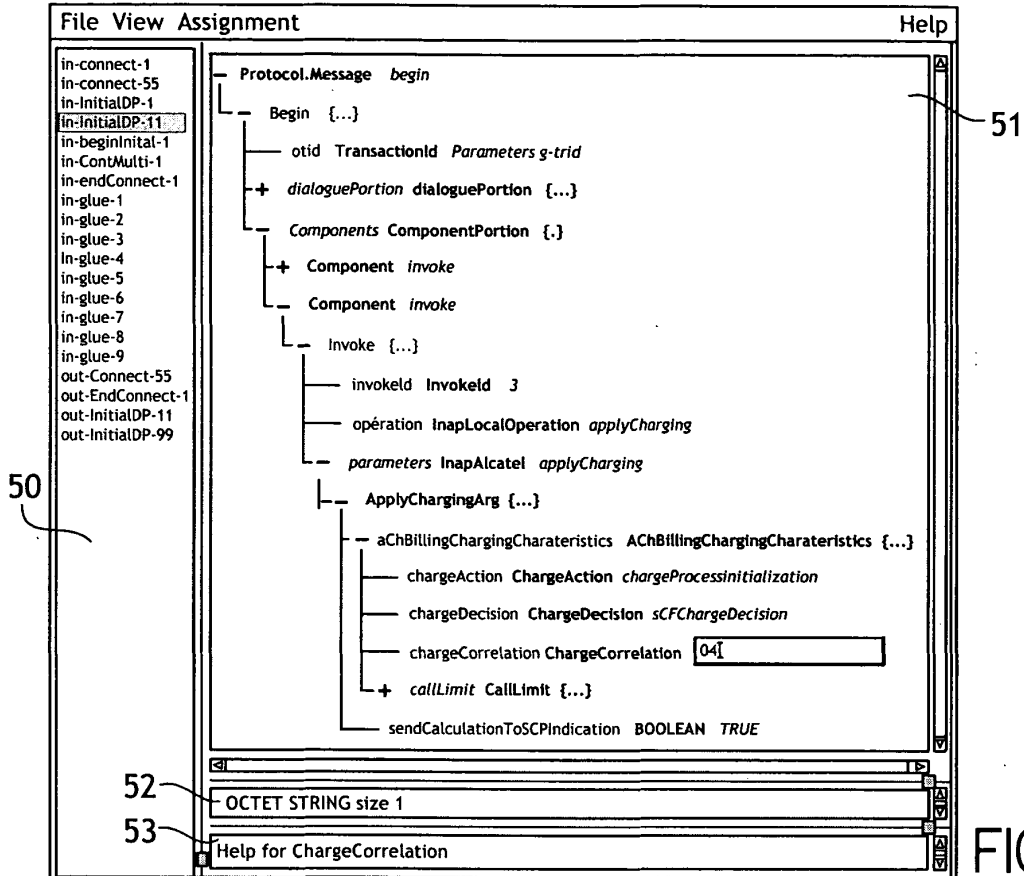 File View Assignment Help
in-connect-1
in-connect-55
in-InitialDP-1
in-InitialDP-11
in-beginInital-1
in-ContMulti-1
in-endConnect-1
in-glue-1
in-glue-2
in-glue-3
In-glue-4
in-glue-5
in-glue-6
in-glue-7
in-glue-8
in-glue-9
out-Connect-55
out-EndConnect-1
out-InitialDP-11
out-InitialDP-99
50
− Protocol.Message begin
− Begin {...}
otid TransactionId Parameters g-trid
+ dialoguePortion dialoguePortion {...}
− Components ComponentPortion {.}
+ Component invoke
− Component invoke
− Invoke {...}
invokeId InvokeId 3
opération InapLocalOperation applyCharging
− parameters InapAlcatel applyCharging
− ApplyChargingArg {...}
− aChBillingChargingCharateristics AChBillingChargingCharateristics {...}
chargeAction ChargeAction chargeProcessinitialization
chargeDecision ChargeDecision sCFChargeDecision
chargeCorrelation ChargeCorrelation 04
+ callLimit CallLimit {...}
sendCalculationToSCPIndication BOOLEAN TRUE
51
52
OCTET STRING size 1
53
Help for ChargeCorrelation